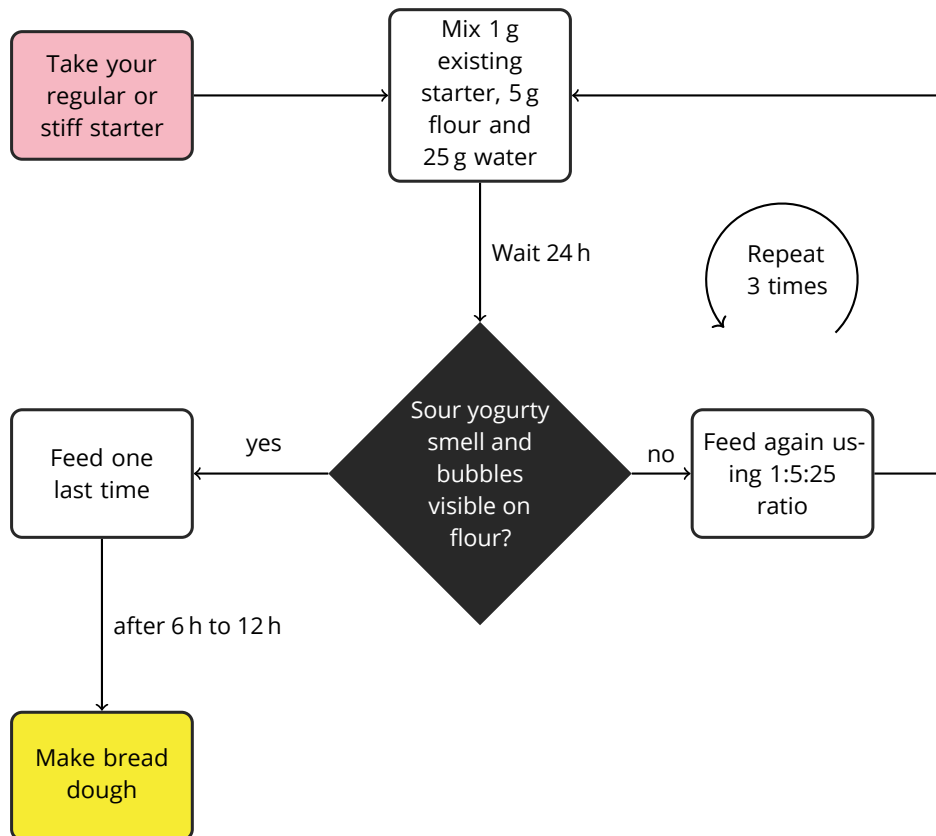 Take your
regular or
stiff starter
Mix 1 g
existing
starter, 5 g
flour and
25 g water
Wait 24 h
Repeat
3 times
Sour yogurty
smell and
bubbles
visible on
flour?
yes
no
Feed one
last time
Feed again us-
ing 1:5:25
ratio
after 6 h to 12 h
Make bread
dough